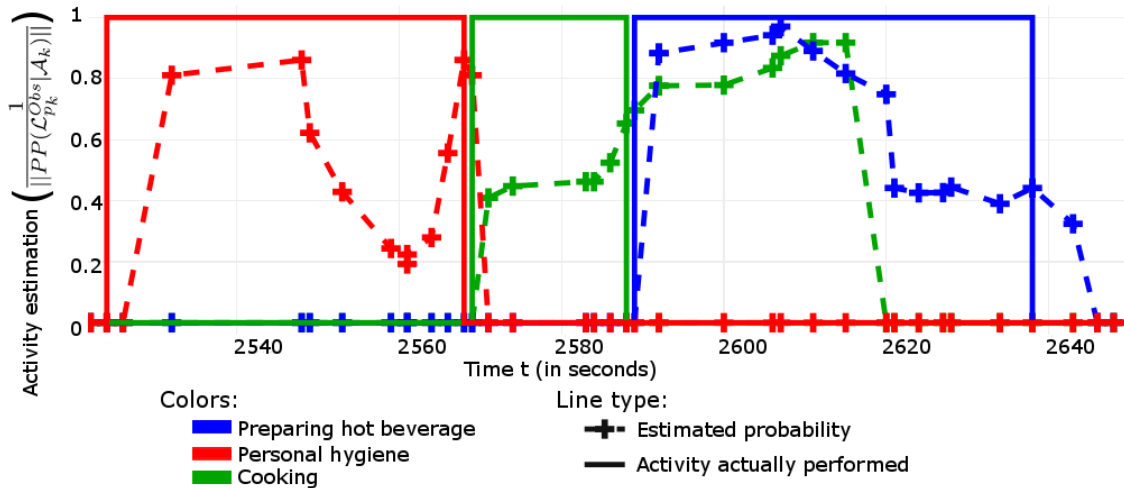 1
0.8
0.6
0.4
0.2
0
Activity estimation ( 1 / ||PP(L_{p_k}^{Obs}|A_k)|| )
2540 2560 2580 2600 2620 2640
Time t (in seconds)
Colors:
Preparing hot beverage
Personal hygiene
Cooking
Line type:
Estimated probability
Activity actually performed